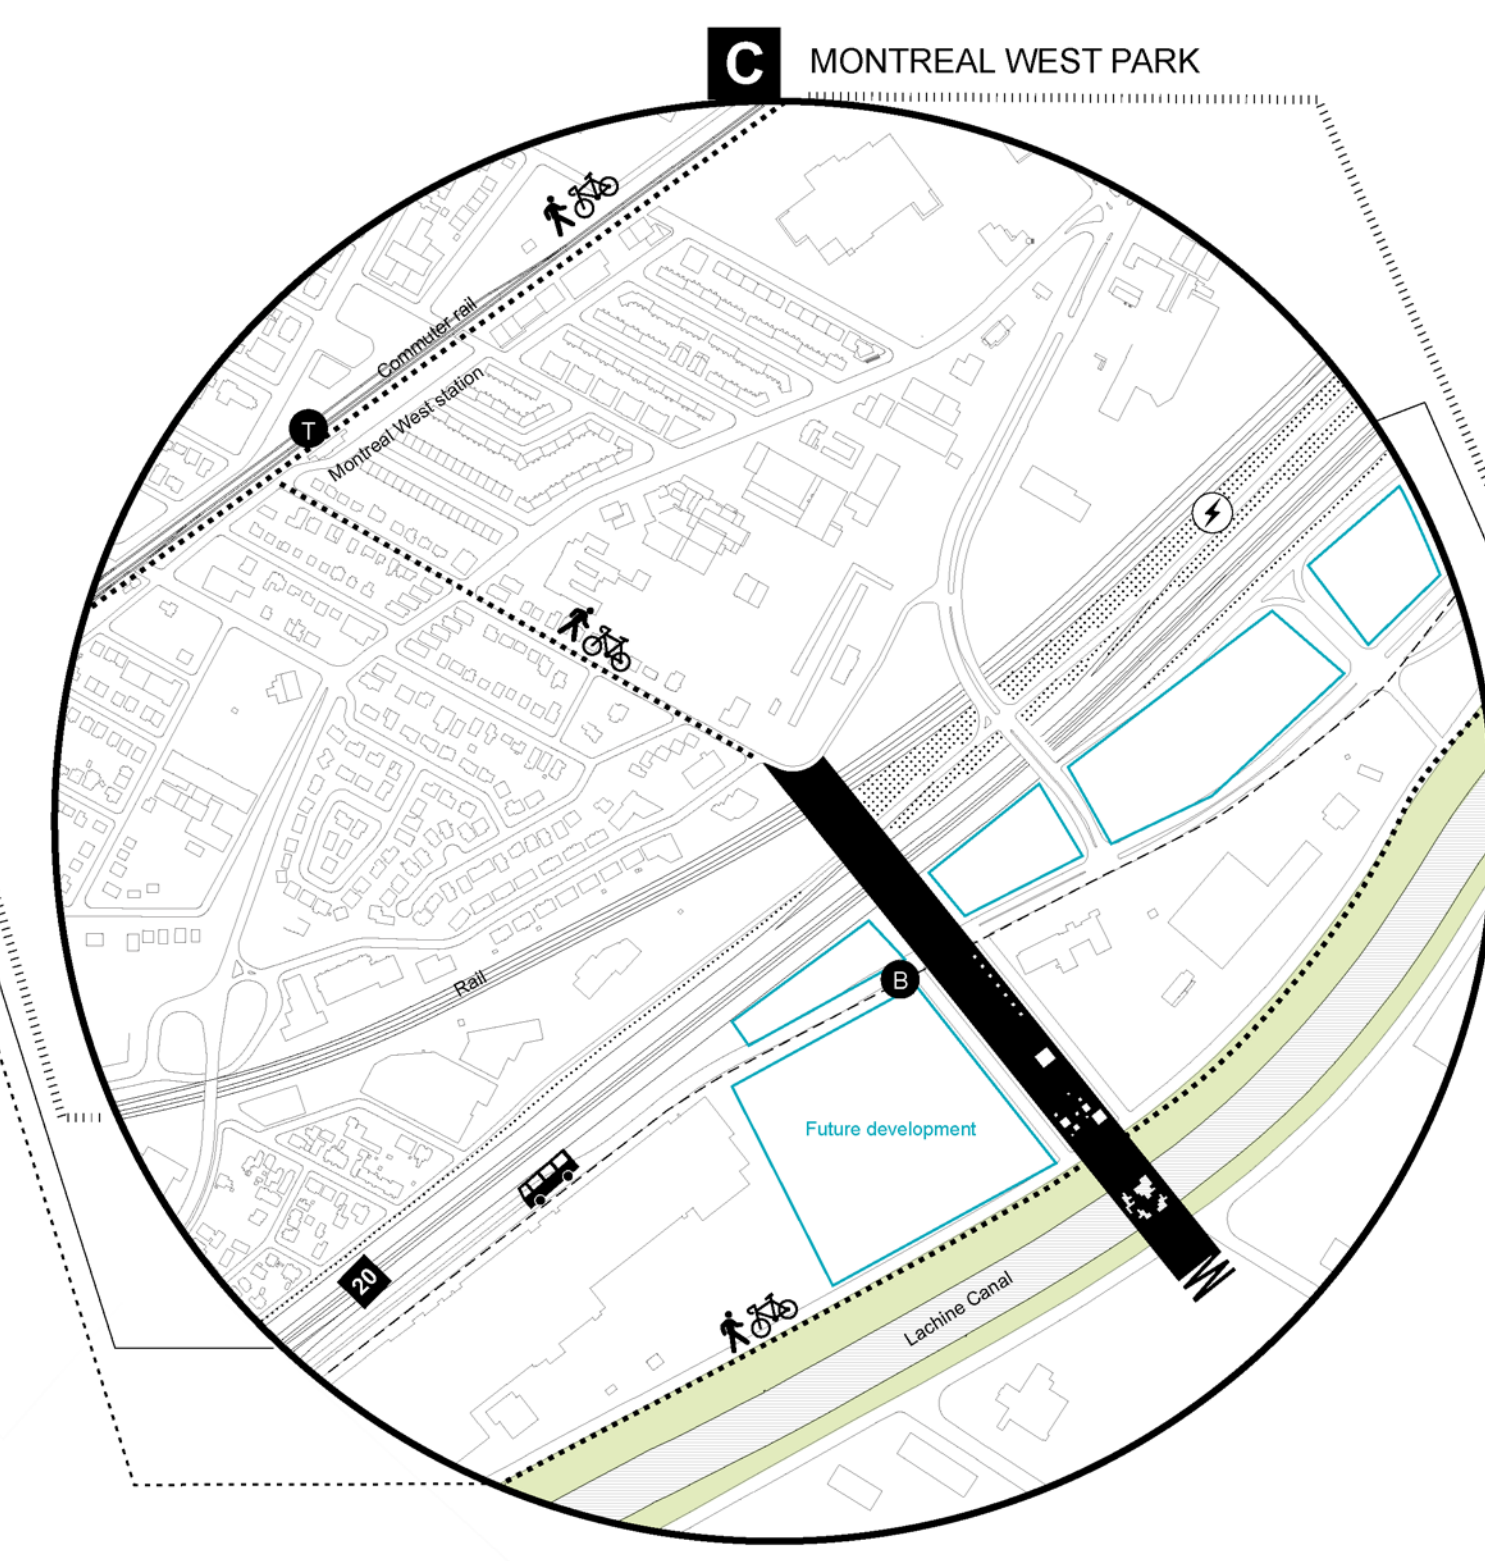 C
MONTREAL WEST PARK
Commuter rail
T
Montreal West station
Rail
B
Future development
20
Lachine Canal